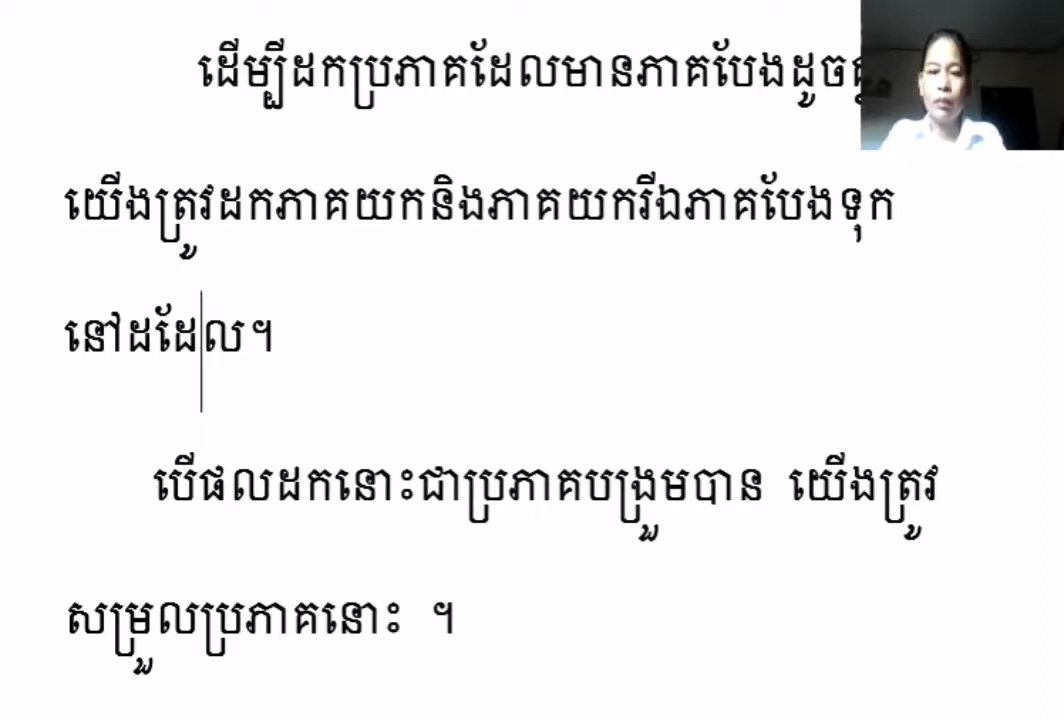 ដើម្បីដកប្រភាគដែលមានភាគបែងដូច
យើងត្រូវដកភាគយកនិងភាគយករីឯភាគបែងទុក
នៅដដែល។
បើផលដកនោះជាប្រភាគបង្រួមបាន យើងត្រូវ
សម្រួលប្រភាគនោះ ។